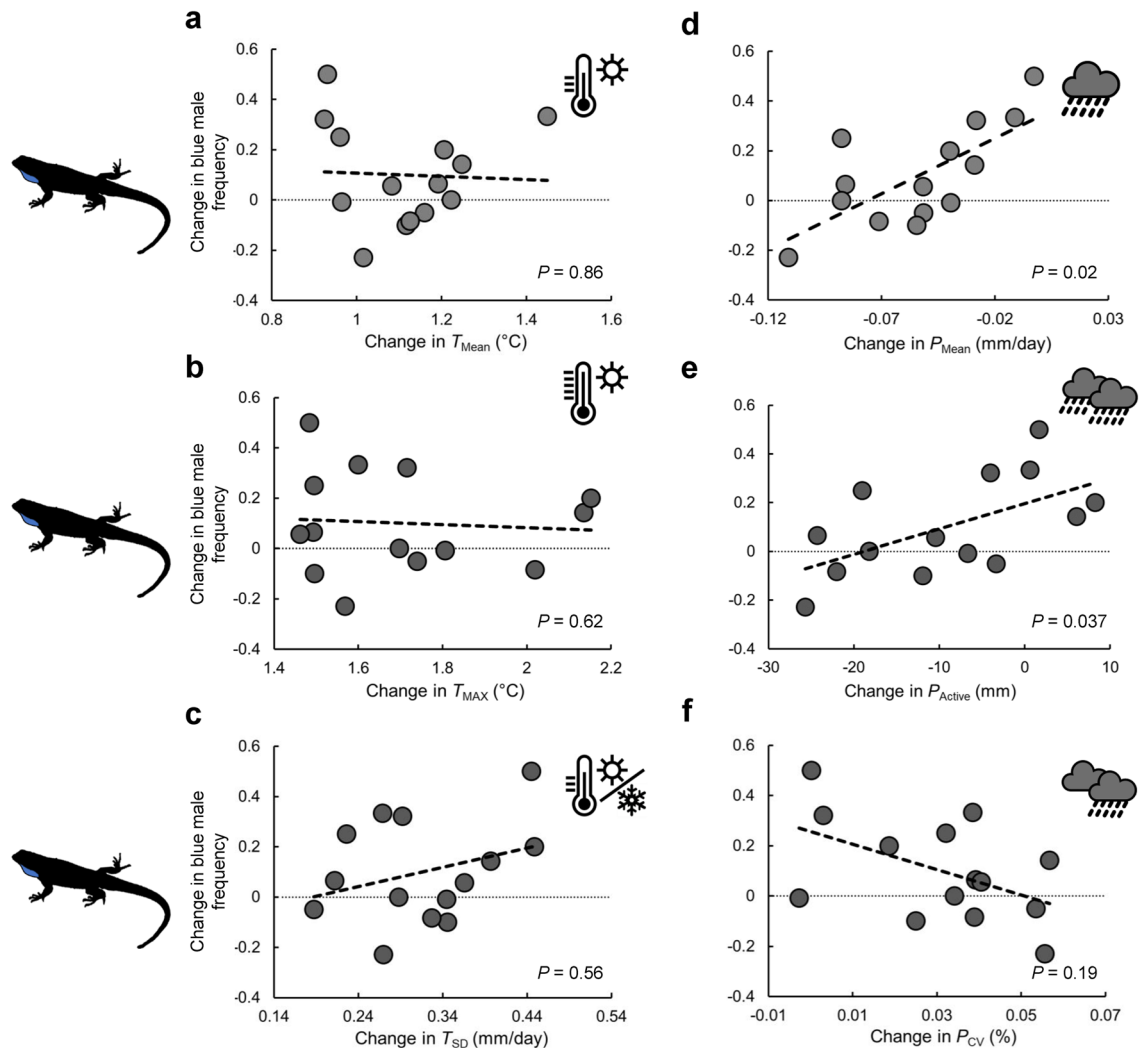 a
0.6
0.4
0.2
0
-0.2
-0.4
Change in blue male
frequency
P = 0.86
0.8 1 1.2 1.4 1.6
Change in TMean (°C)
b
0.6
0.4
0.2
0
-0.2
-0.4
Change in blue male
frequency
P = 0.62
1.4 1.6 1.8 2 2.2
Change in TMAX (°C)
c
0.6
0.4
0.2
0
-0.2
-0.4
Change in blue male
frequency
P = 0.56
0.14 0.24 0.34 0.44 0.54
Change in TSD (mm/day)
d
0.6
0.4
0.2
0
-0.2
-0.4
P = 0.02
-0.12 -0.07 -0.02 0.03
Change in PMean (mm/day)
e
0.6
0.4
0.2
0
-0.2
-0.4
P = 0.037
-30 -20 -10 0 10
Change in PActive (mm)
f
0.6
0.4
0.2
0
-0.2
-0.4
P = 0.19
-0.01 0.01 0.03 0.05 0.07
Change in PCV (%)